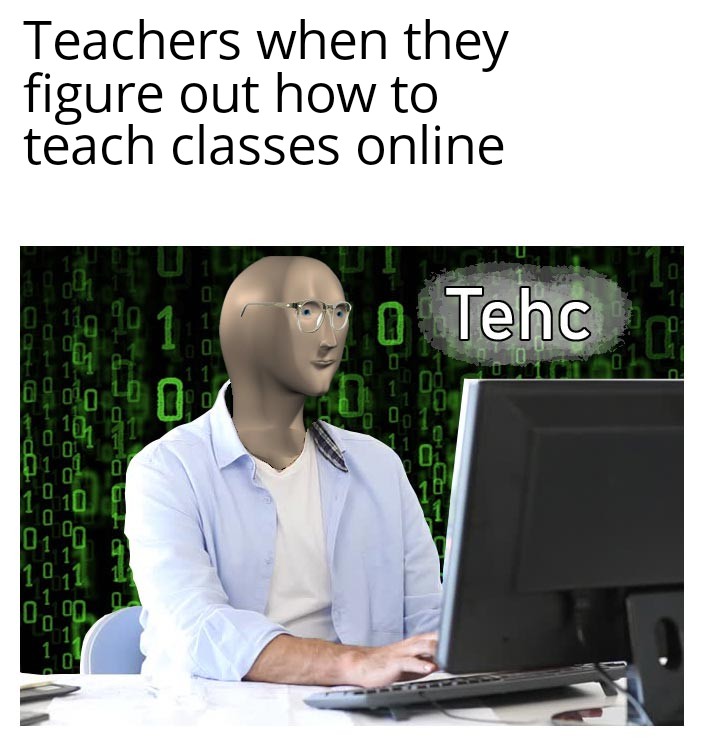 Teachers when they
figure out how to
teach classes online
Tehc